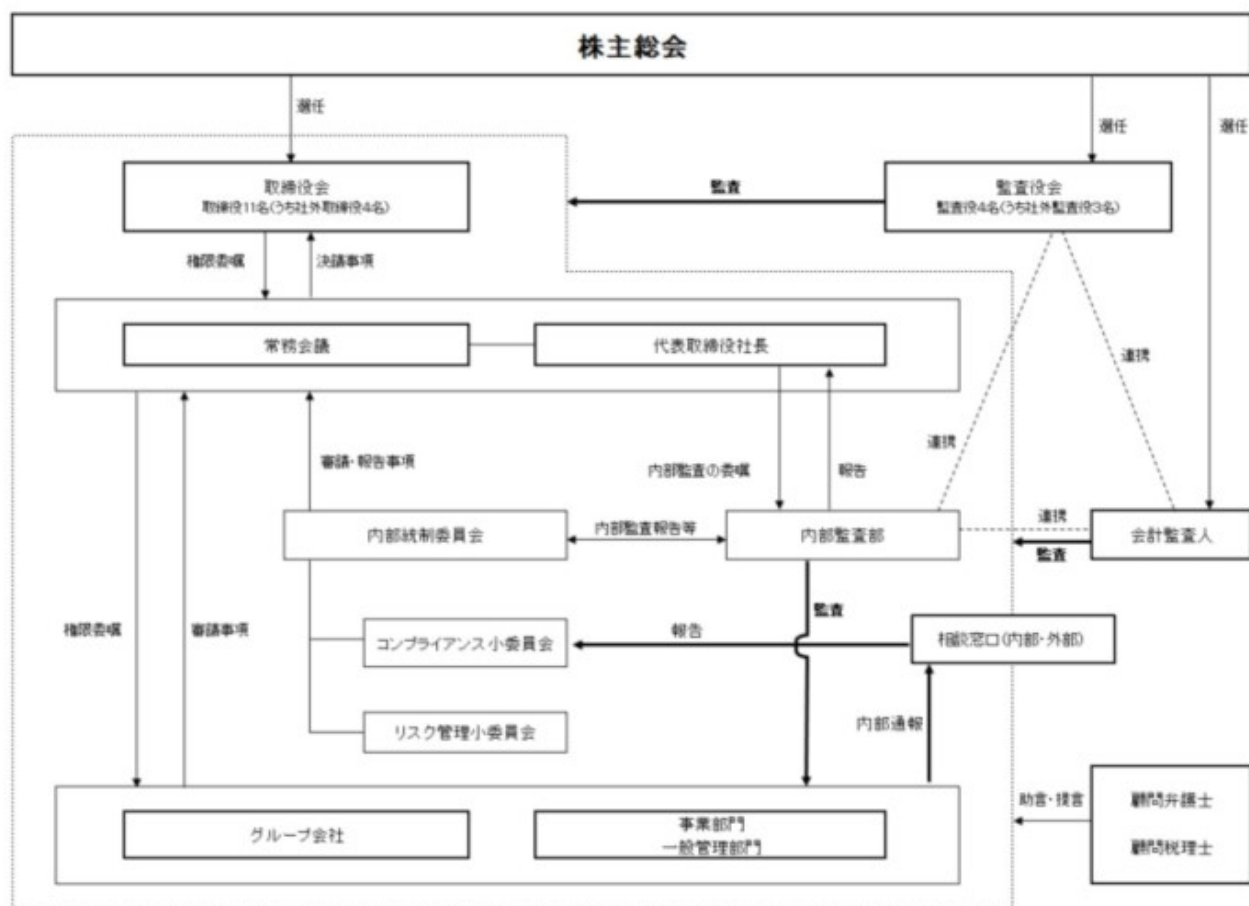 株主総会
選任
選任
選任
取締役会
取締役11名(うち社外取締役4名)
監査
監査役会
監査役4名(うち社外監査役3名)
権限委嘱
決議事項
常務会議
代表取締役社長
連携
連携
審議・報告事項
内部監査の委嘱
報告
内部統制委員会
内部監査報告等
内部監査部
連携
会計監査人
監査
権限委嘱
審議事項
監査
コンプライアンス小委員会
報告
相談窓口(内部・外部)
リスク管理小委員会
内部通報
グループ会社
事業部門
一般管理部門
助言・提言
顧問弁護士
顧問税理士